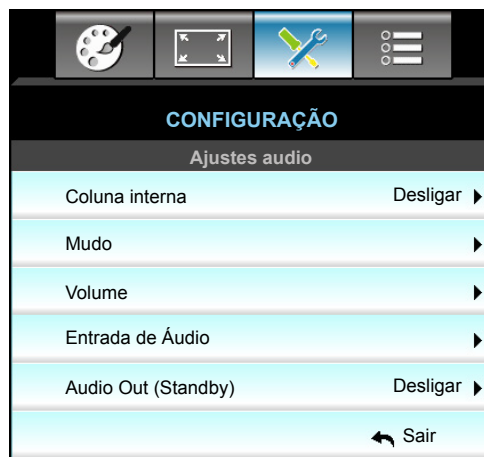 CONFIGURAÇÃO
Ajustes audio
Coluna interna Desligar
Mudo
Volume
Entrada de Áudio
Audio Out (Standby) Desligar
Sair